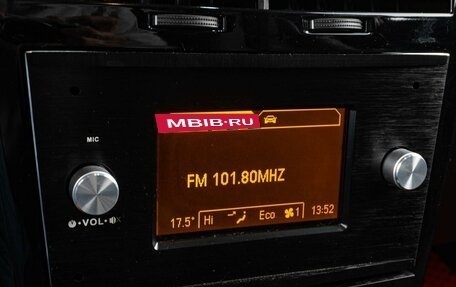 MBIB·RU
MIC
FM 101.80MHZ
VOL
17.5° Hi Eco 1 13:52